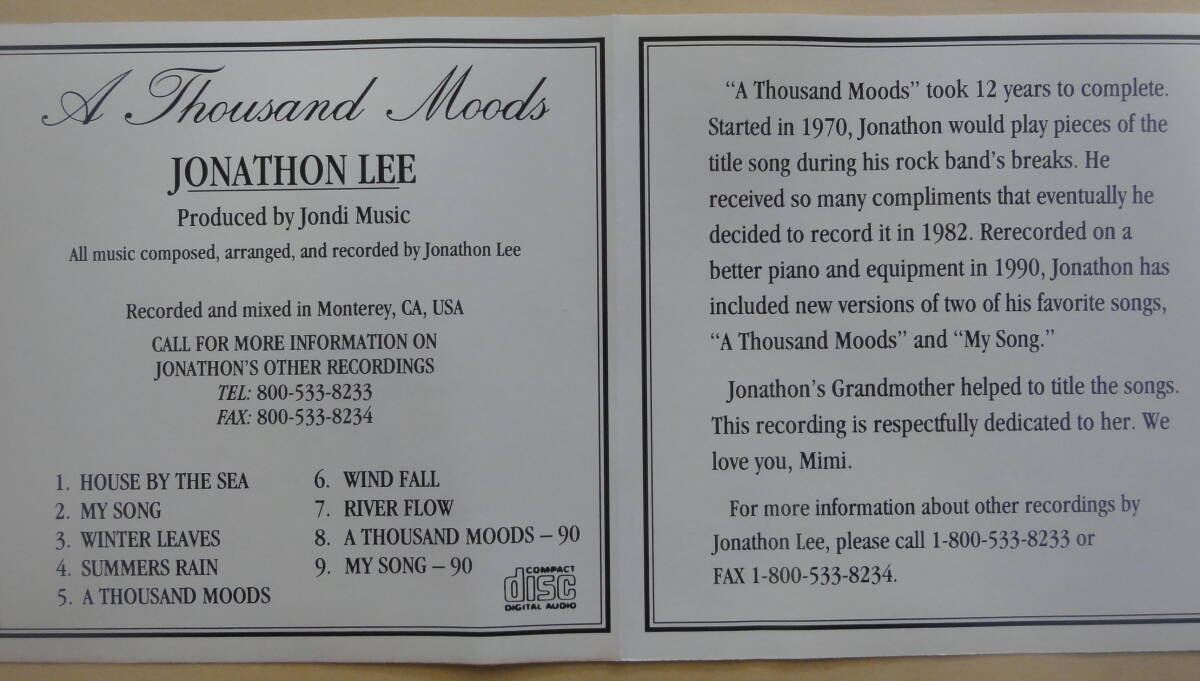 A Thousand Moods
JONATHON LEE
Produced by Jondi Music
All music composed, arranged, and recorded by Jonathon Lee
Recorded and mixed in Monterey, CA, USA
CALL FOR MORE INFORMATION ON
JONATHON'S OTHER RECORDINGS
TEL: 800-533-8233
FAX: 800-533-8234
1. HOUSE BY THE SEA
2. MY SONG
3. WINTER LEAVES
4. SUMMERS RAIN
5. A THOUSAND MOODS
6. WIND FALL
7. RIVER FLOW
8. A THOUSAND MOODS – 90
9. MY SONG – 90
COMPACT
disc
DIGITAL AUDIO
“A Thousand Moods” took 12 years to complete.
Started in 1970, Jonathon would play pieces of the
title song during his rock band's breaks. He
received so many compliments that eventually he
decided to record it in 1982. Rerecorded on a
better piano and equipment in 1990, Jonathon has
included new versions of two of his favorite songs,
“A Thousand Moods” and “My Song.”
Jonathon's Grandmother helped to title the songs.
This recording is respectfully dedicated to her. We
love you, Mimi.
For more information about other recordings by
Jonathon Lee, please call 1-800-533-8233 or
FAX 1-800-533-8234.